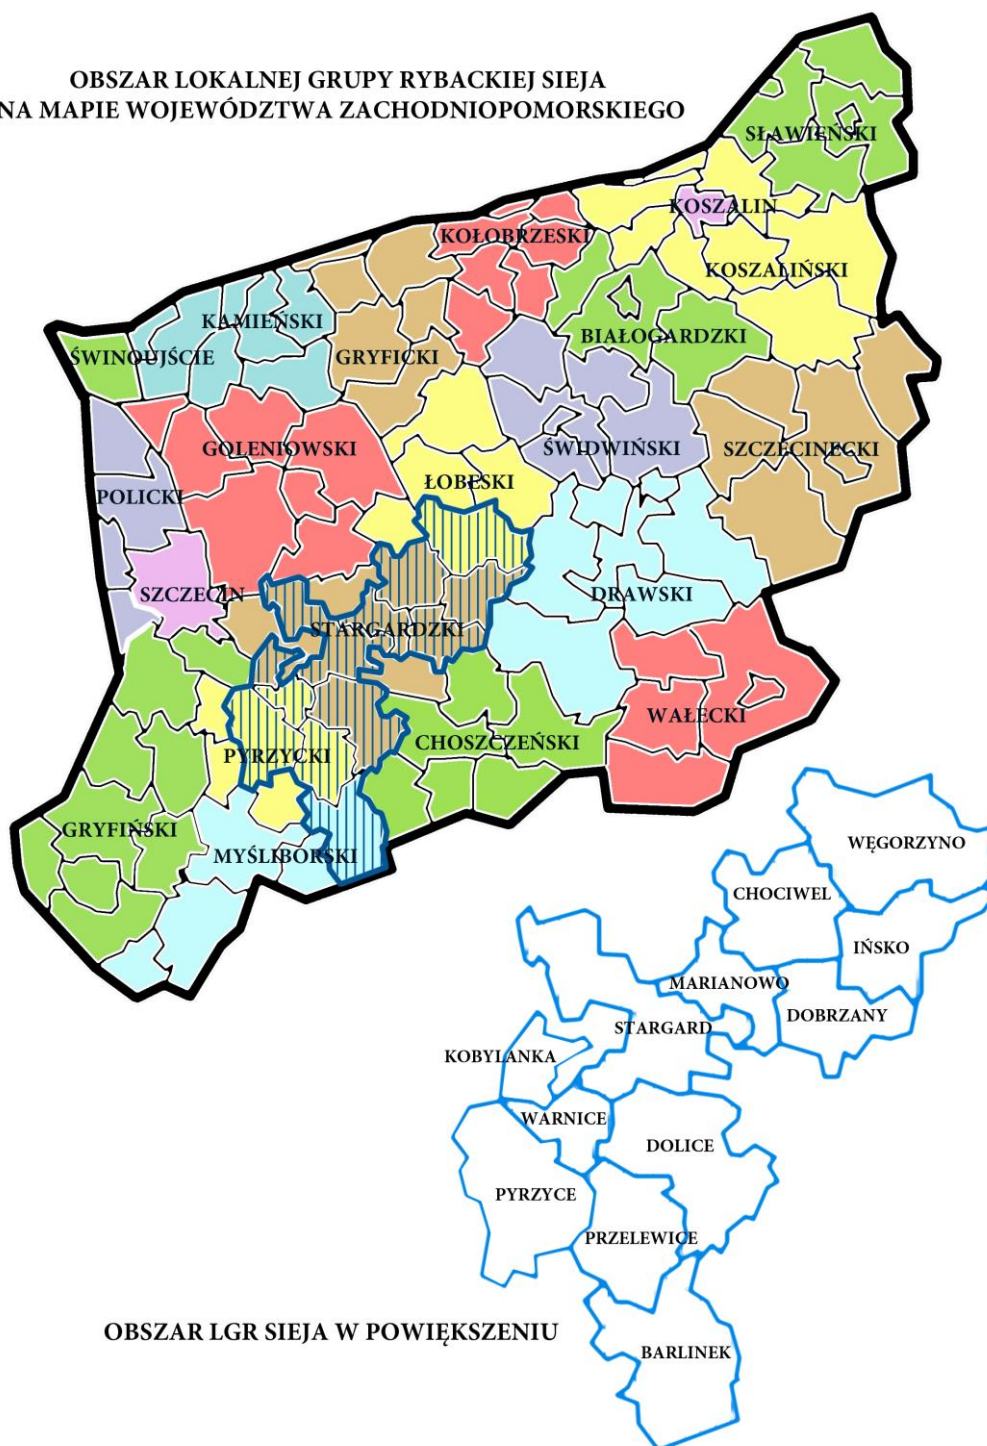 OBSZAR LOKALNEJ GRUPY RYBACKIEJ SIEJA
NA MAPIE WOJEWÓDZTWA ZACHODNIOPOMORSKIEGO
SŁAWIEŃSKI
KOSZALIN
KOŁOBRZESKI
KOSZALIŃSKI
KAMIEŃSKI
BIAŁOGARDZKI
ŚWINOUJŚCIE
GRYFICKI
GOLENIOWSKI
ŚWIDWIŃSKI
SZCZECINECKI
ŁOBESKI
POLICKI
SZCZECIN
DRAWSKI
STARGARDZKI
WAŁECKI
CHOSZCZEŃSKI
PYRZYCKI
GRYFIŃSKI
MYŚLIBORSKI
WĘGORZYNO
CHOCIWEL
IŃSKO
MARIANOWO
DOBRZANY
STARGARD
KOBYLANKA
WARNICE
DOLICE
PYRZYCE
PRZELEWICE
OBSZAR LGR SIEJA W POWIĘKSZENIU
BARLINEK